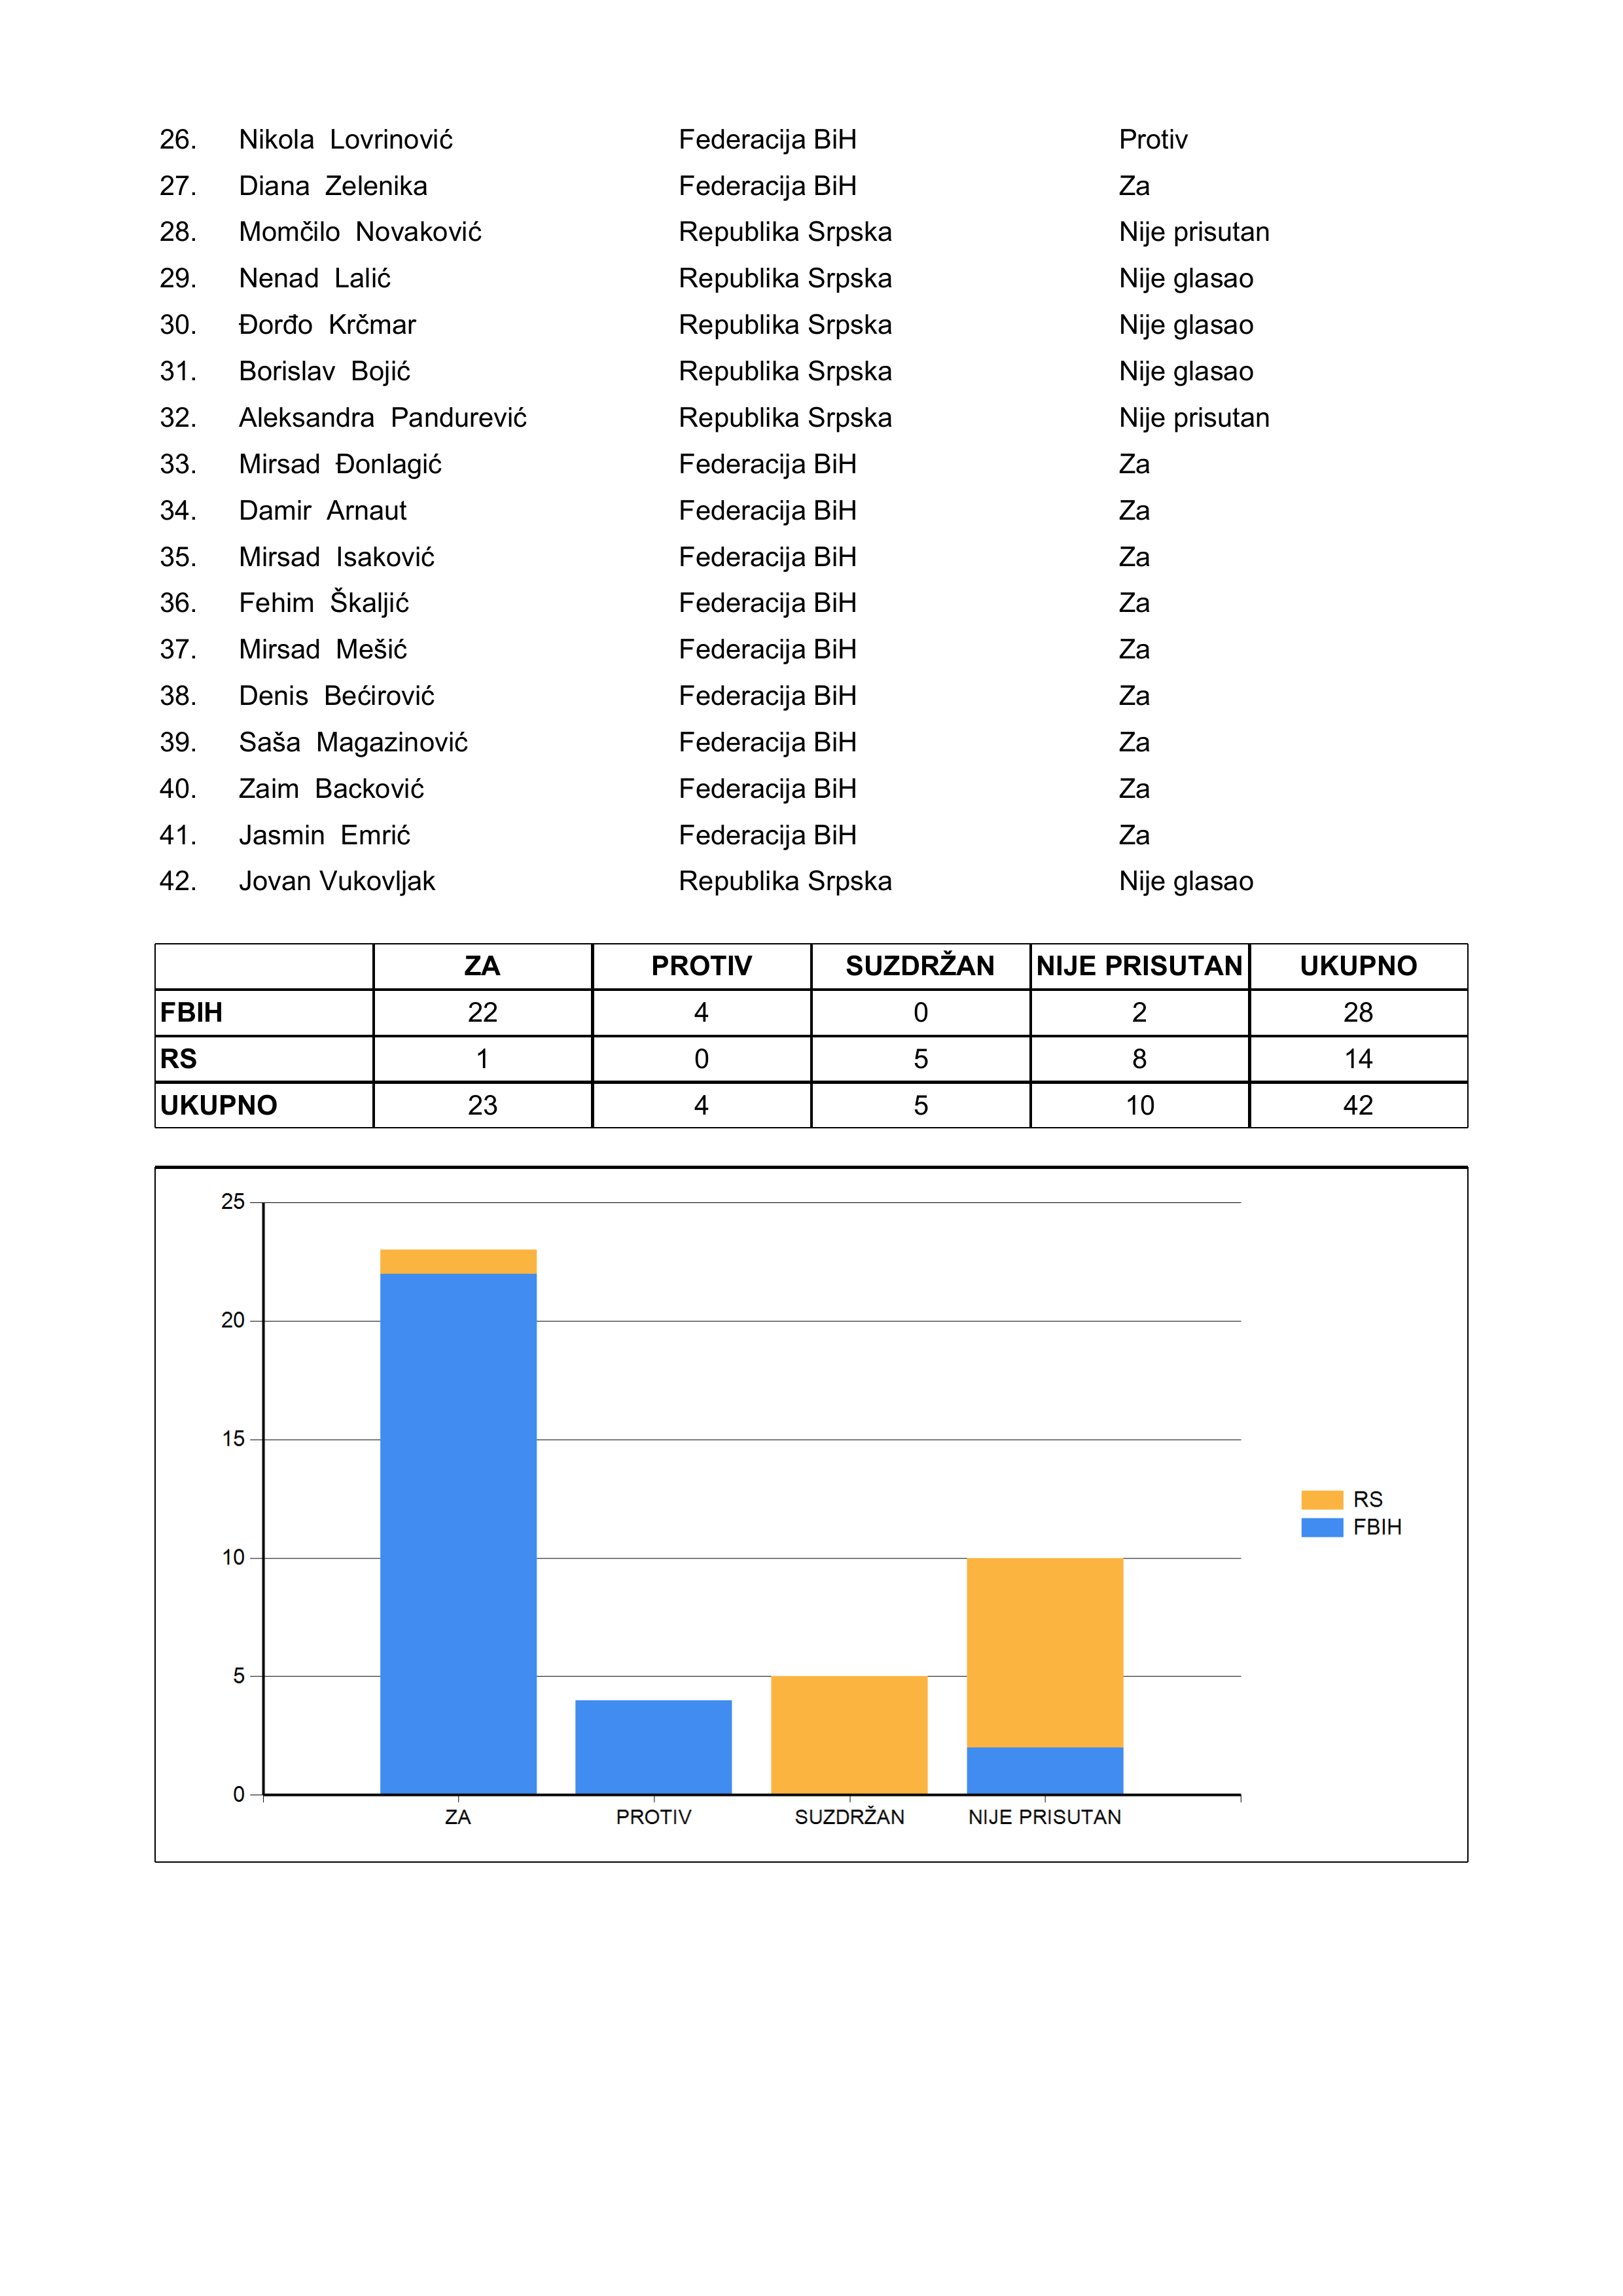 26. Nikola Lovrinović Federacija BiH Protiv
27. Diana Zelenika Federacija BiH Za
28. Momčilo Novaković Republika Srpska Nije prisutan
29. Nenad Lalić Republika Srpska Nije glasao
30. Đorđo Krčmar Republika Srpska Nije glasao
31. Borislav Bojić Republika Srpska Nije glasao
32. Aleksandra Pandurević Republika Srpska Nije prisutan
33. Mirsad Đonlagić Federacija BiH Za
34. Damir Arnaut Federacija BiH Za
35. Mirsad Isaković Federacija BiH Za
36. Fehim Škaljić Federacija BiH Za
37. Mirsad Mešić Federacija BiH Za
38. Denis Bećirović Federacija BiH Za
39. Saša Magazinović Federacija BiH Za
40. Zaim Backović Federacija BiH Za
41. Jasmin Emrić Federacija BiH Za
42. Jovan Vukovljak Republika Srpska Nije glasao
ZA PROTIV SUZDRŽAN NIJE PRISUTAN UKUPNO
FBIH 22 4 0 2 28
RS 1 0 5 8 14
UKUPNO 23 4 5 10 42
25
20
15
10
5
0
ZA PROTIV SUZDRŽAN NIJE PRISUTAN
RS
FBIH